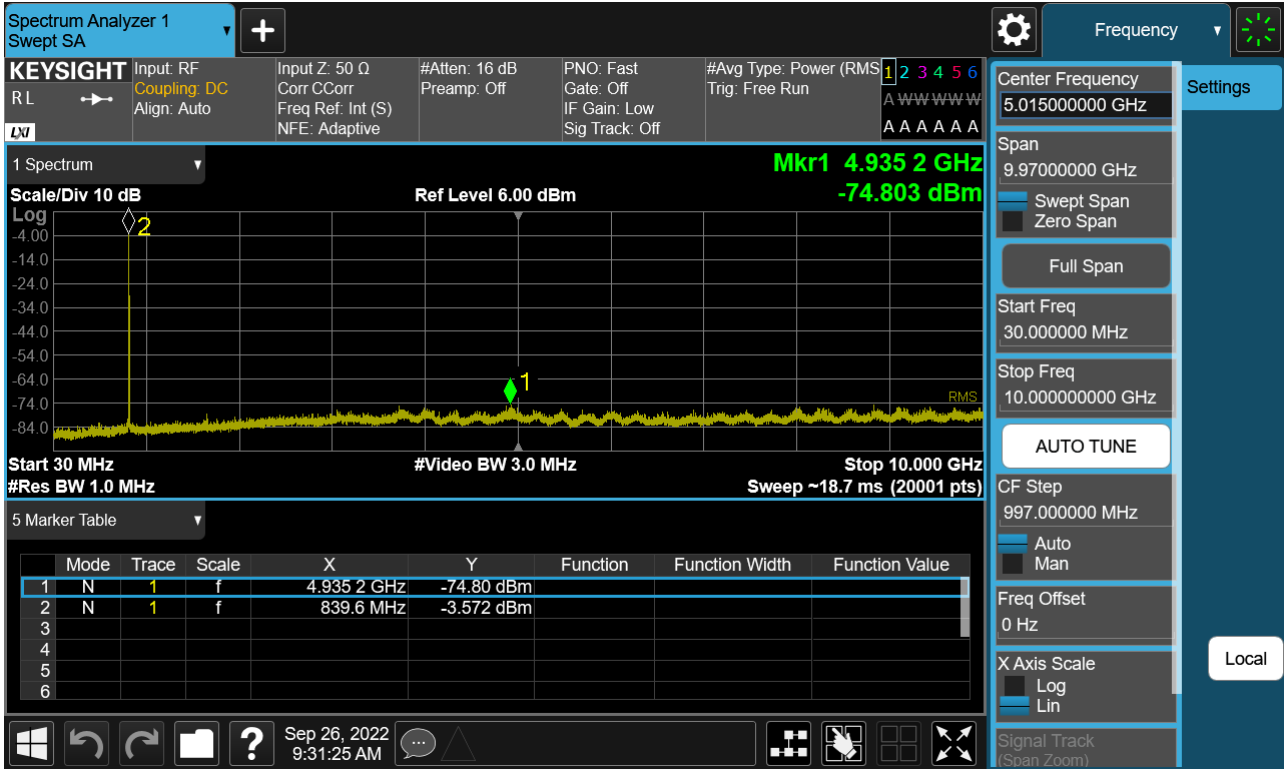 Spectrum Analyzer 1
Swept SA
Frequency
KEYSIGHT
R L
LXI
Input: RF
Coupling: DC
Align: Auto
Input Z: 50 Ω
Corr CCorr
Freq Ref: Int (S)
NFE: Adaptive
#Atten: 16 dB
Preamp: Off
PNO: Fast
Gate: Off
IF Gain: Low
Sig Track: Off
#Avg Type: Power (RMS
Trig: Free Run
1 2 3 4 5 6
A W W W W W
A A A A A A
1 Spectrum
Mkr1 4.935 2 GHz
-74.803 dBm
Scale/Div 10 dB
Ref Level 6.00 dBm
Log
-4.00
-14.0
-24.0
-34.0
-44.0
-54.0
-64.0
-74.0
-84.0
2
1
RMS
Start 30 MHz
#Video BW 3.0 MHz
Stop 10.000 GHz
#Res BW 1.0 MHz
Sweep ~18.7 ms (20001 pts)
5 Marker Table
Mode Trace Scale X Y Function Function Width Function Value
1 N 1 f 4.935 2 GHz -74.80 dBm
2 N 1 f 839.6 MHz -3.572 dBm
3
4
5
6
Sep 26, 2022
9:31:25 AM
?
Center Frequency
5.015000000 GHz
Span
9.97000000 GHz
Swept Span
Zero Span
Full Span
Start Freq
30.000000 MHz
Stop Freq
10.000000000 GHz
AUTO TUNE
CF Step
997.000000 MHz
Auto
Man
Freq Offset
0 Hz
X Axis Scale
Log
Lin
Signal Track
(Span Zoom)
Settings
Local